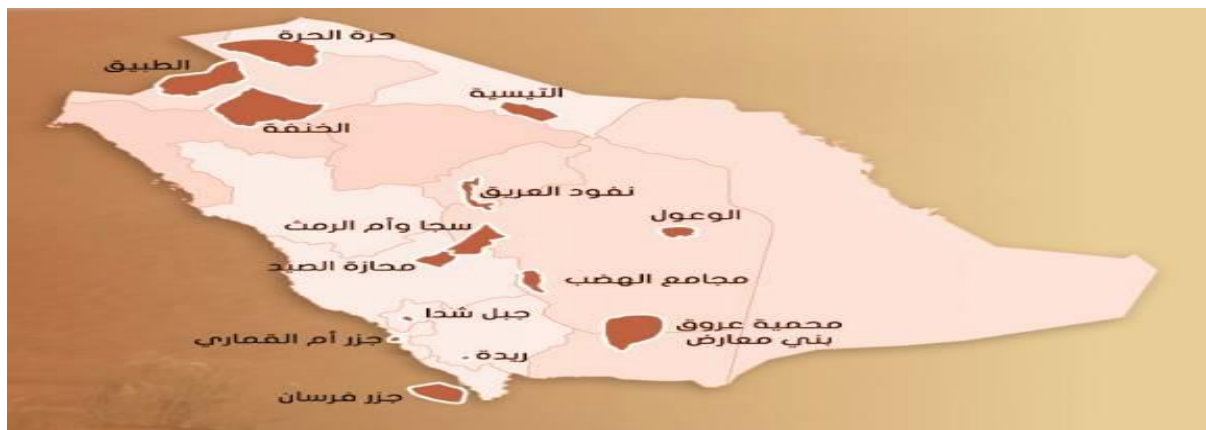 حرة الحرة
الطبيق
التيسية
الخنفة
نفود العريق
الوعول
سجا وأم الرمث
محازة الصيد
مجامع الهضب
جبل شدا
محمية عروق
بني معارض
جزر أم القماري
ريدة
جزر فرسان